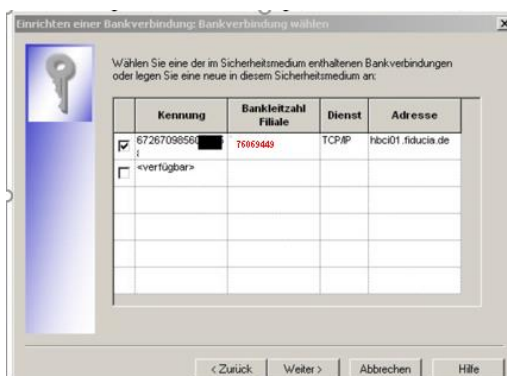 Einrichten einer Bankverbindung: Bankverbindung wählen
Wählen Sie eine der im Sicherheitsmedium enthaltenen Bankverbindungen
oder legen Sie eine neue in diesem Sicherheitsmedium an:
Kennung Bankleitzahl Filiale Dienst Adresse
67267098560 76069449 TCP/IP hbci01.fiducia.de
<verfügbar>
< Zurück Weiter > Abbrechen Hilfe